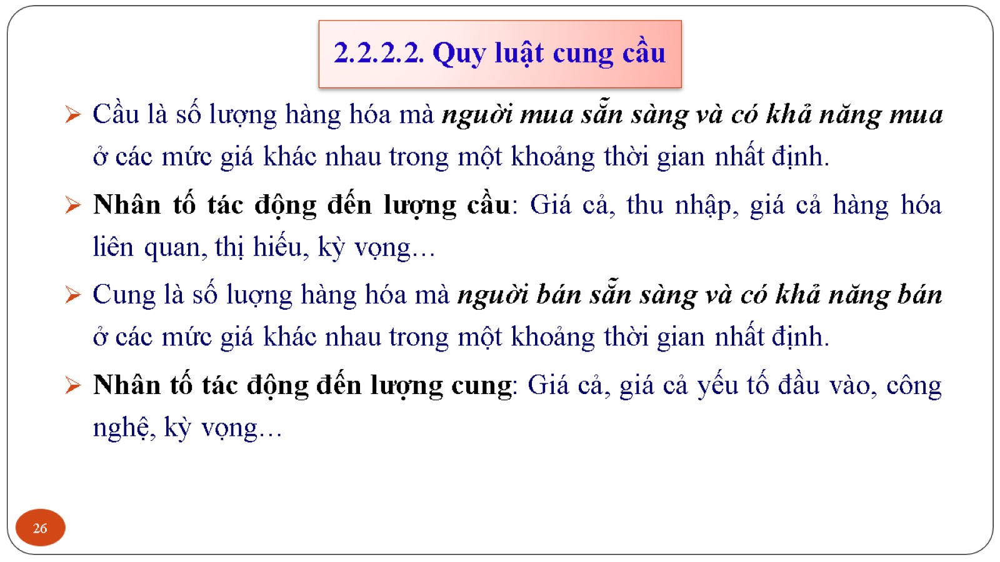 2.2.2.2. Quy luật cung cầu
Cầu là số lượng hàng hóa mà người mua sẵn sàng và có khả năng mua
ở các mức giá khác nhau trong một khoảng thời gian nhất định.
Nhân tố tác động đến lượng cầu: Giá cả, thu nhập, giá cả hàng hóa
liên quan, thị hiếu, kỳ vọng…
Cung là số luợng hàng hóa mà nguời bán sẵn sàng và có khả năng bán
ở các mức giá khác nhau trong một khoảng thời gian nhất định.
Nhân tố tác động đến lượng cung: Giá cả, giá cả yếu tố đầu vào, công
nghệ, kỳ vọng…
26